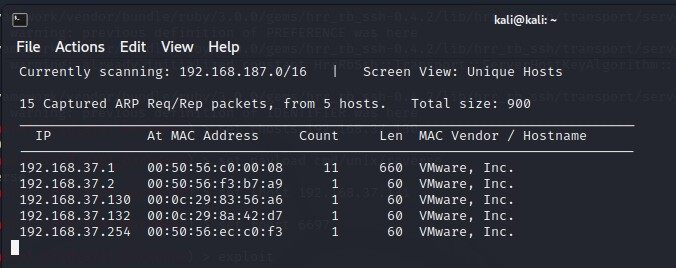 kali@kali: ~
File Actions Edit View Help
Currently scanning: 192.168.187.0/16 | Screen View: Unique Hosts
15 Captured ARP Req/Rep packets, from 5 hosts. Total size: 900
IP At MAC Address Count Len MAC Vendor / Hostname
192.168.37.1 00:50:56:c0:00:08 11 660 VMware, Inc.
192.168.37.2 00:50:56:f3:b7:a9 1 60 VMware, Inc.
192.168.37.130 00:0c:29:83:56:a6 1 60 VMware, Inc.
192.168.37.132 00:0c:29:8a:42:d7 1 60 VMware, Inc.
192.168.37.254 00:50:56:ec:c0:f3 1 60 VMware, Inc.